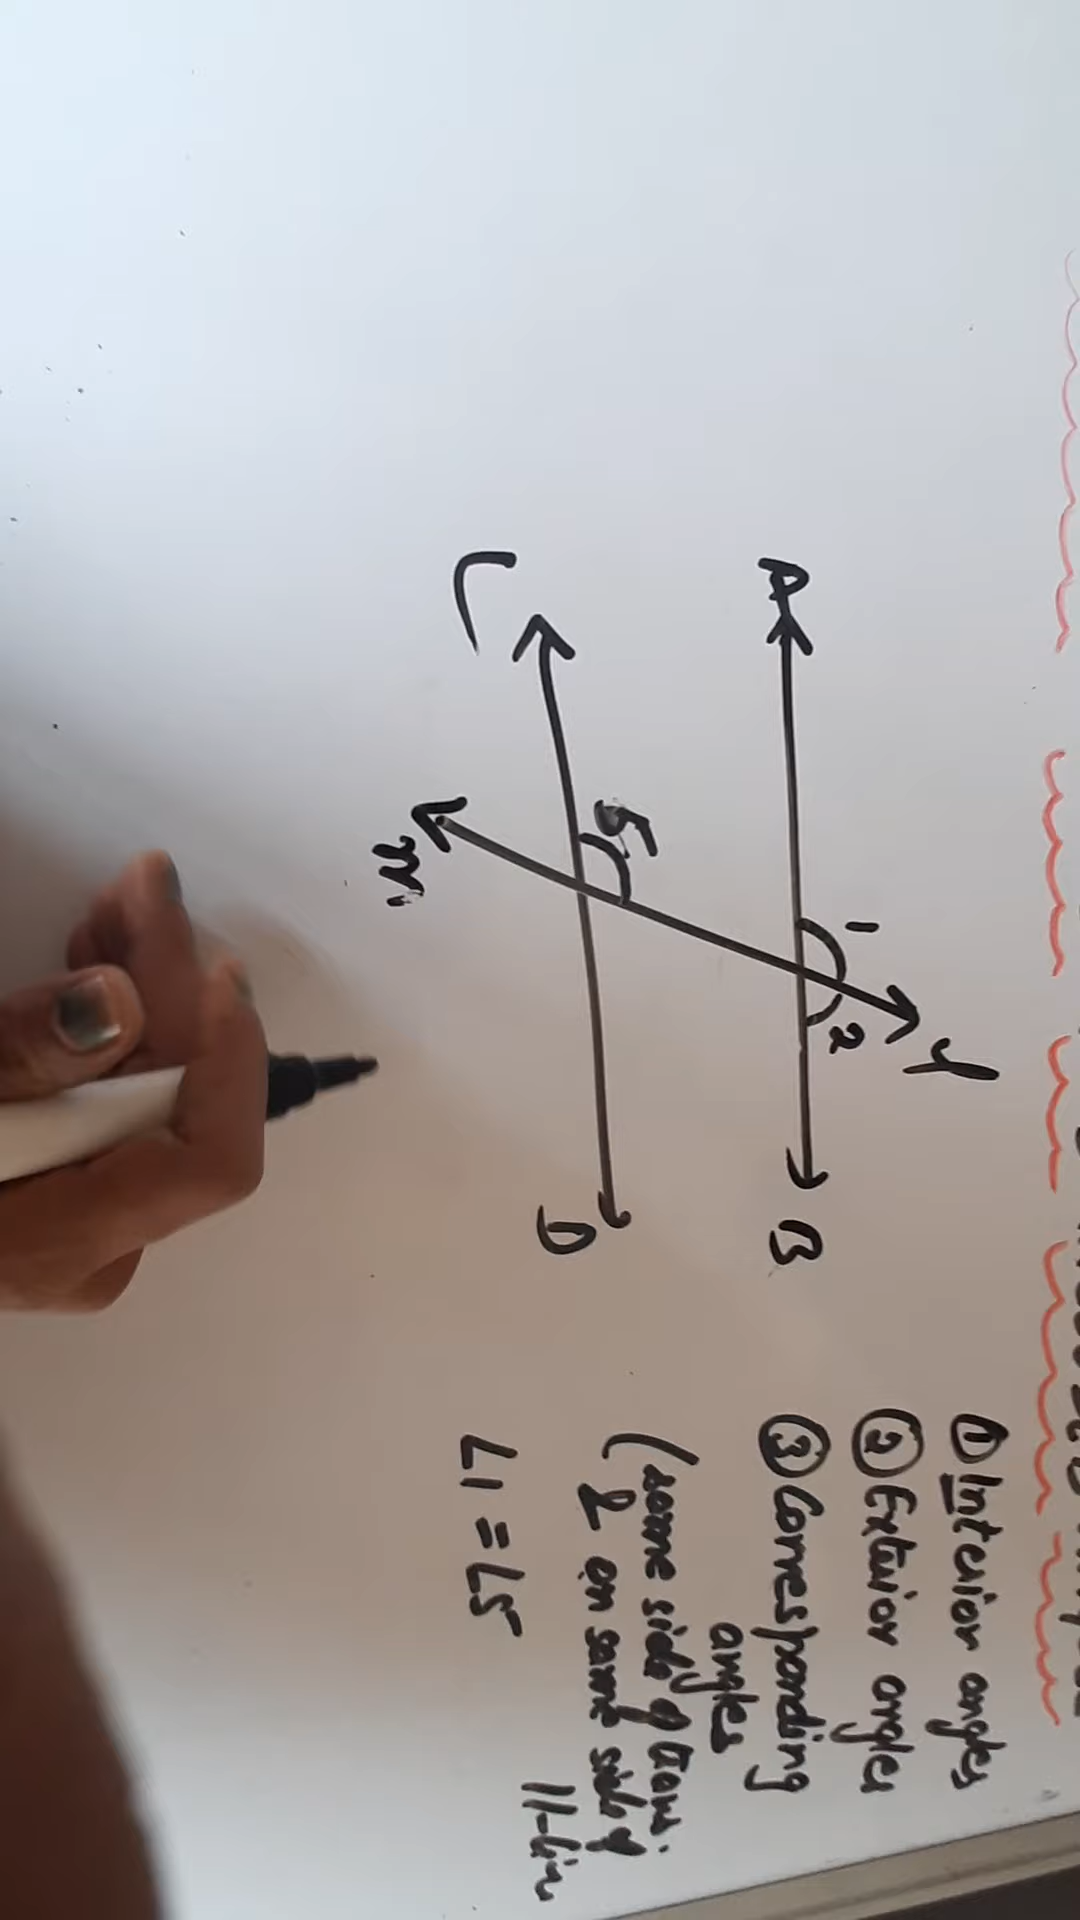 ① Interior angles
② Exterior angles
③ Corresponding
angles
(same side of trans.
& on same side of
11-lin
∠1 = ∠5
A
B
1
2
y
5
C
D
m